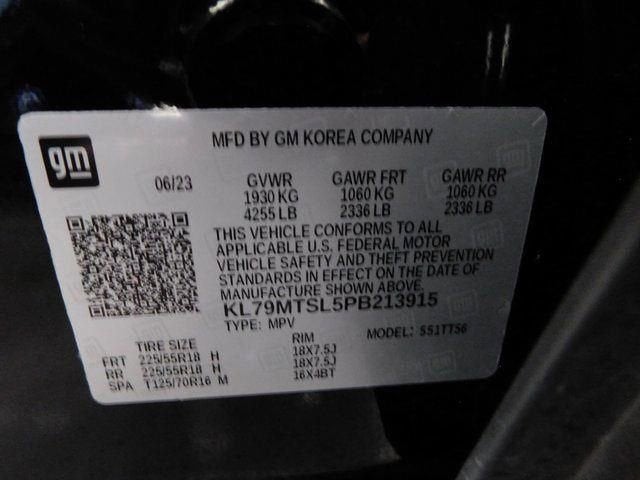 MFD BY GM KOREA COMPANY
gm
06/23 GVWR GAWR FRT GAWR RR
1930 KG 1060 KG 1060 KG
4255 LB 2336 LB 2336 LB
THIS VEHICLE CONFORMS TO ALL
APPLICABLE U.S. FEDERAL MOTOR
VEHICLE SAFETY AND THEFT PREVENTION
STANDARDS IN EFFECT ON THE DATE OF
MANUFACTURE SHOWN ABOVE.
KL79MTSL5PB213915
TYPE: MPV MODEL: 5S1TT56
TIRE SIZE RIM
FRT 225/55R18 H 18X7.5J
RR 225/55R18 H 18X7.5J
SPA T125/70R16 M 16X4BT